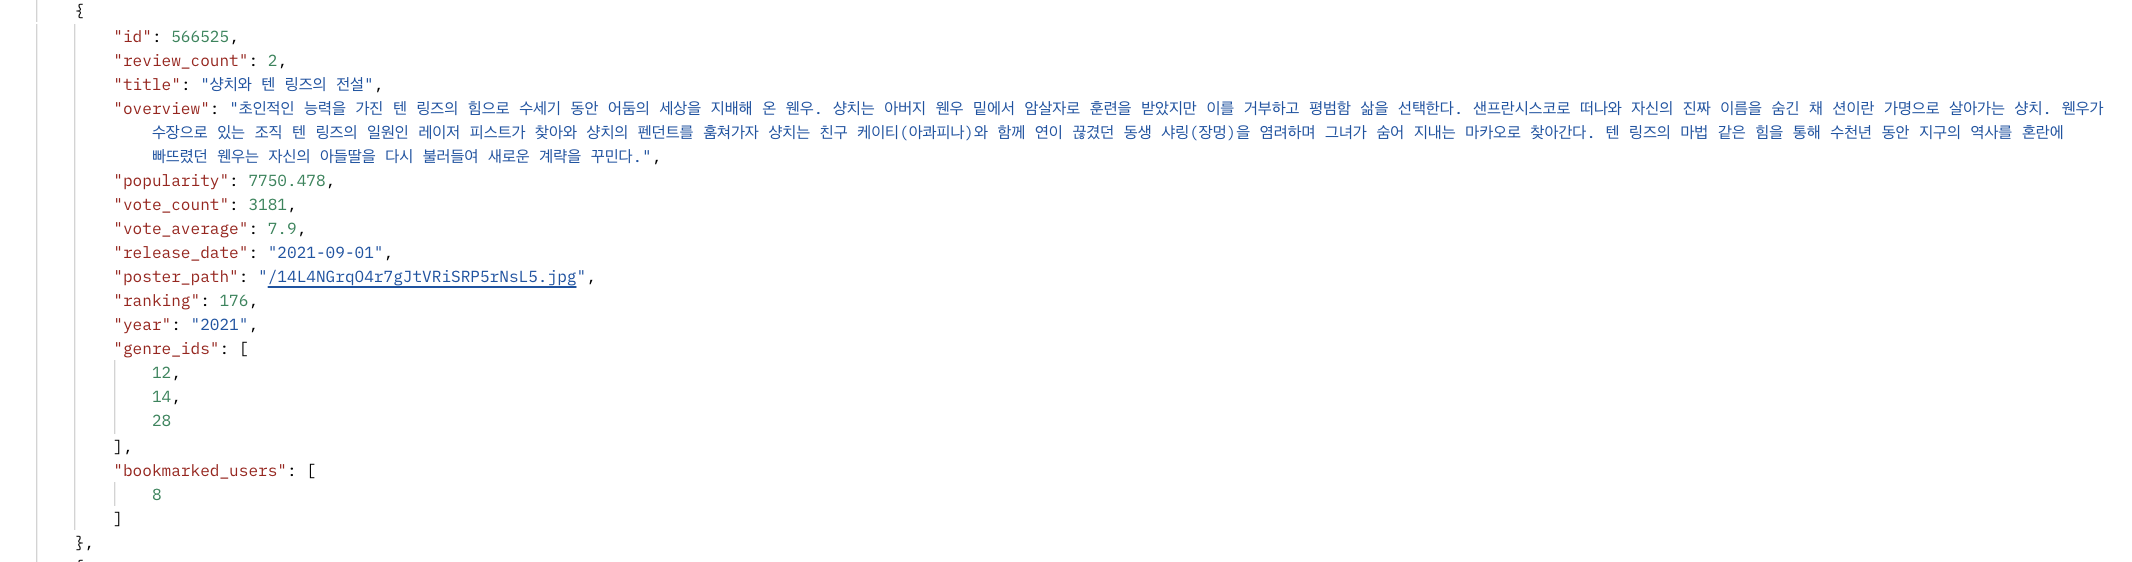 {
"id": 566525,
"review_count": 2,
"title": "샹치와 텐 링즈의 전설",
"overview": "초인적인 능력을 가진 텐 링즈의 힘으로 수세기 동안 어둠의 세상을 지배해 온 웬우. 샹치는 아버지 웬우 밑에서 암살자로 훈련을 받았지만 이를 거부하고 평범함 삶을 선택한다. 샌프란시스코로 떠나와 자신의 진짜 이름을 숨긴 채 션이란 가명으로 살아가는 샹치. 웬우가
수장으로 있는 조직 텐 링즈의 일원인 레이저 피스트가 찾아와 샹치의 펜던트를 훔쳐가자 샹치는 친구 케이티(아콰피나)와 함께 연이 끊겼던 동생 샤링(장멍)을 염려하며 그녀가 숨어 지내는 마카오로 찾아간다. 텐 링즈의 마법 같은 힘을 통해 수천년 동안 지구의 역사를 혼란에
빠뜨렸던 웬우는 자신의 아들딸을 다시 불러들여 새로운 계략을 꾸민다.",
"popularity": 7750.478,
"vote_count": 3181,
"vote_average": 7.9,
"release_date": "2021-09-01",
"poster_path": "/14L4NGrqO4r7gJtVRiSRP5rNsL5.jpg",
"ranking": 176,
"year": "2021",
"genre_ids": [
12,
14,
28
],
"bookmarked_users": [
8
]
},